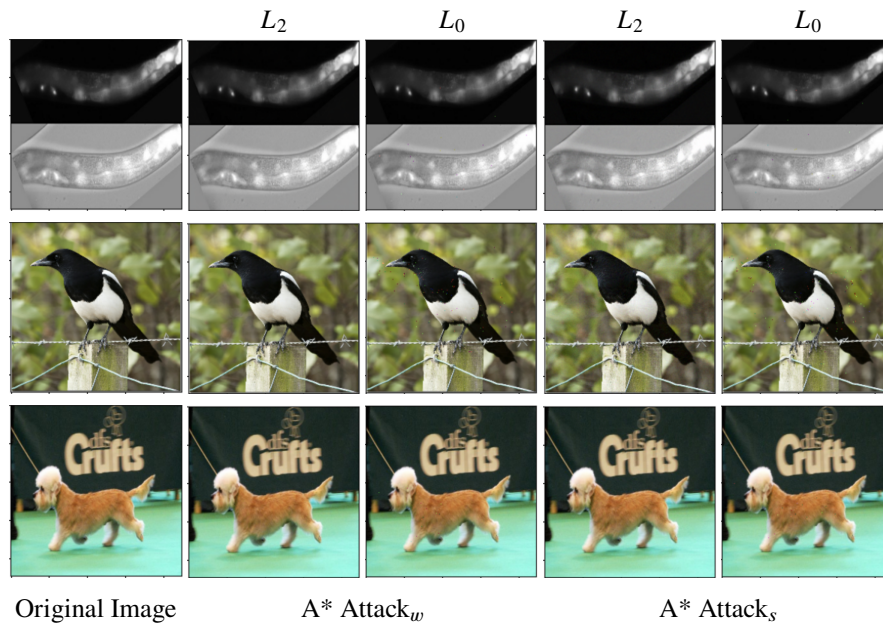 L₂ L₀ L₂ L₀
dfs
Crufts
dfs
Crufts
dfs
Crufts
dfs
Crufts
dfs
Crufts
Original Image A* Attack𝑤 A* Attackₛ